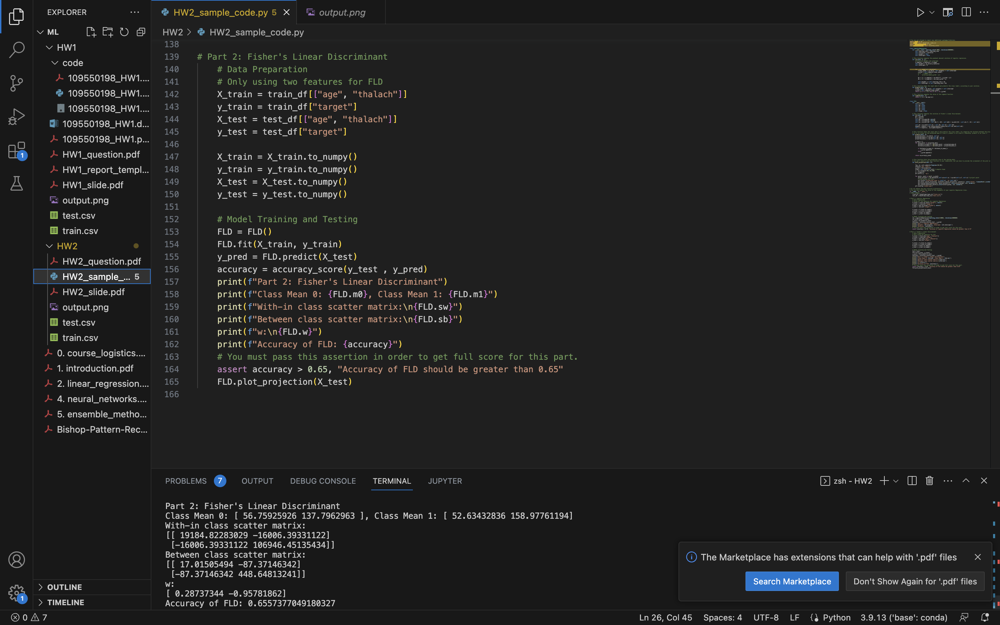 EXPLORER
ML
HW1
code
109550198_HW1....
109550198_HW1....
109550198_HW1....
109550198_HW1.d...
109550198_HW1.p...
HW1_question.pdf
HW1_report_templ...
HW1_slide.pdf
output.png
test.csv
train.csv
HW2
HW2_question.pdf
HW2_sample_... 5
HW2_slide.pdf
output.png
test.csv
train.csv
0. course_logistics....
1. introduction.pdf
2. linear_regression....
4. neural_networks....
5. ensemble_metho...
Bishop-Pattern-Rec...
OUTLINE
TIMELINE
1
1
HW2_sample_code.py 5
output.png
HW2 > HW2_sample_code.py
138
139 # Part 2: Fisher's Linear Discriminant
140 # Data Preparation
141 # Only using two features for FLD
142 X_train = train_df[["age", "thalach"]]
143 y_train = train_df["target"]
144 X_test = test_df[["age", "thalach"]]
145 y_test = test_df["target"]
146
147 X_train = X_train.to_numpy()
148 y_train = y_train.to_numpy()
149 X_test = X_test.to_numpy()
150 y_test = y_test.to_numpy()
151
152 # Model Training and Testing
153 FLD = FLD()
154 FLD.fit(X_train, y_train)
155 y_pred = FLD.predict(X_test)
156 accuracy = accuracy_score(y_test , y_pred)
157 print(f"Part 2: Fisher's Linear Discriminant")
158 print(f"Class Mean 0: {FLD.m0}, Class Mean 1: {FLD.m1}")
159 print(f"With-in class scatter matrix:\n{FLD.sw}")
160 print(f"Between class scatter matrix:\n{FLD.sb}")
161 print(f"w:\n{FLD.w}")
162 print(f"Accuracy of FLD: {accuracy}")
163 # You must pass this assertion in order to get full score for this part.
164 assert accuracy > 0.65, "Accuracy of FLD should be greater than 0.65"
165 FLD.plot_projection(X_test)
166
PROBLEMS 7 OUTPUT DEBUG CONSOLE TERMINAL JUPYTER
zsh - HW2
Part 2: Fisher's Linear Discriminant
Class Mean 0: [ 56.75925926 137.7962963 ], Class Mean 1: [ 52.63432836 158.97761194]
With-in class scatter matrix:
[[ 19184.82283029 -16006.39331122]
[-16006.39331122 106946.45135434]]
Between class scatter matrix:
[[ 17.01505494 -87.37146342]
[-87.37146342 448.64813241]]
w:
[ 0.28737344 -0.95781862]
Accuracy of FLD: 0.6557377049180327
The Marketplace has extensions that can help with '.pdf' files
Search Marketplace
Don't Show Again for '.pdf' files
0 7
Ln 26, Col 45 Spaces: 4 UTF-8 LF Python 3.9.13 ('base': conda)